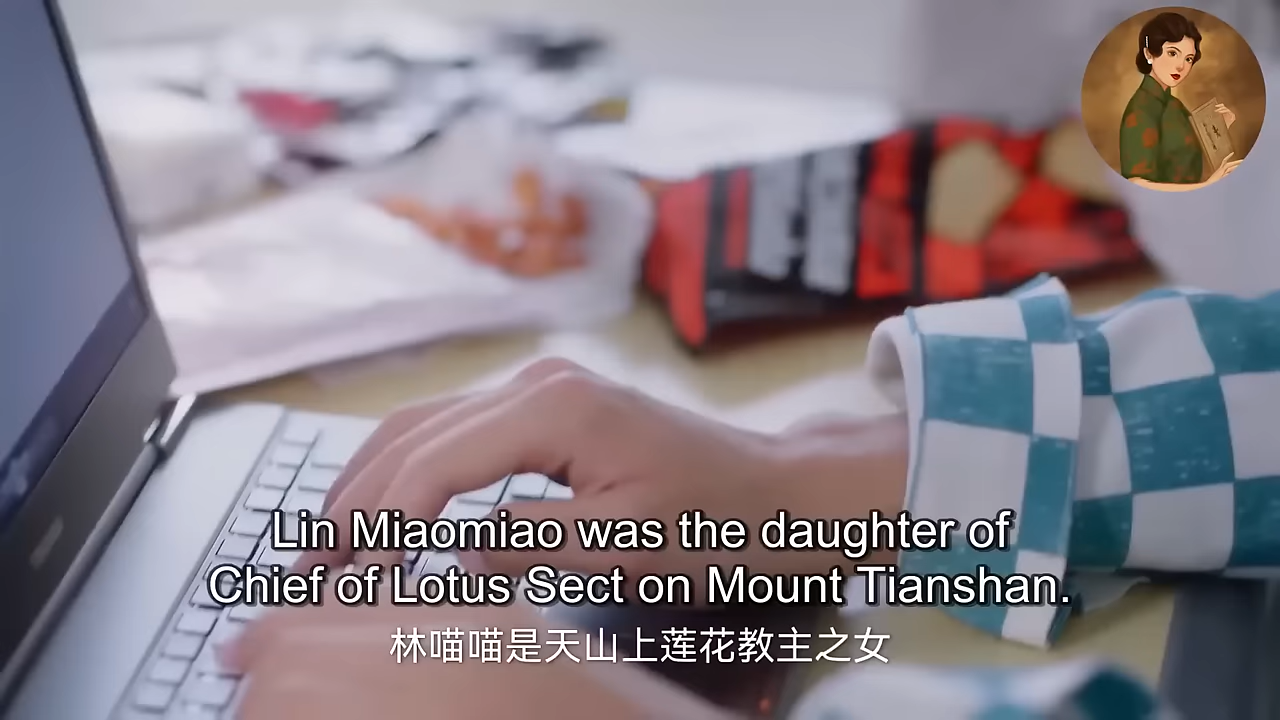 Lin Miaomiao was the daughter of
Chief of Lotus Sect on Mount Tianshan.
林喵喵是天山上莲花教主之女